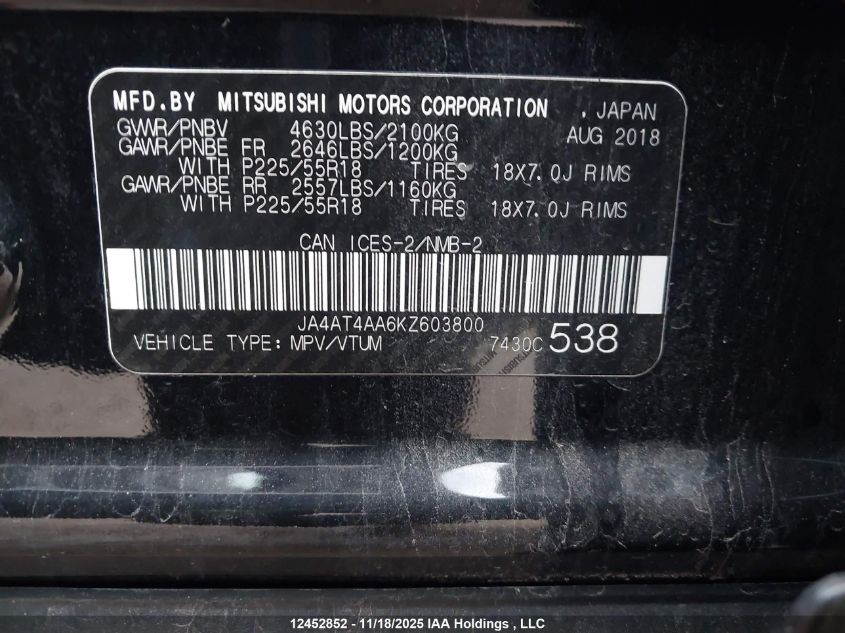 MFD.BY MITSUBISHI MOTORS CORPORATION , JAPAN
GVWR/PNBV 4630LBS/2100KG AUG 2018
GAWR/PNBE FR 2646LBS/1200KG
WITH P225/55R18 TIRES 18X7.0J RIMS
GAWR/PNBE RR 2557LBS/1160KG
WITH P225/55R18 TIRES 18X7.0J RIMS
CAN ICES-2/NMB-2
JA4AT4AA6KZ603800
VEHICLE TYPE: MPV/VTUM 7430C 538
12452852 - 11/18/2025 IAA Holdings , LLC